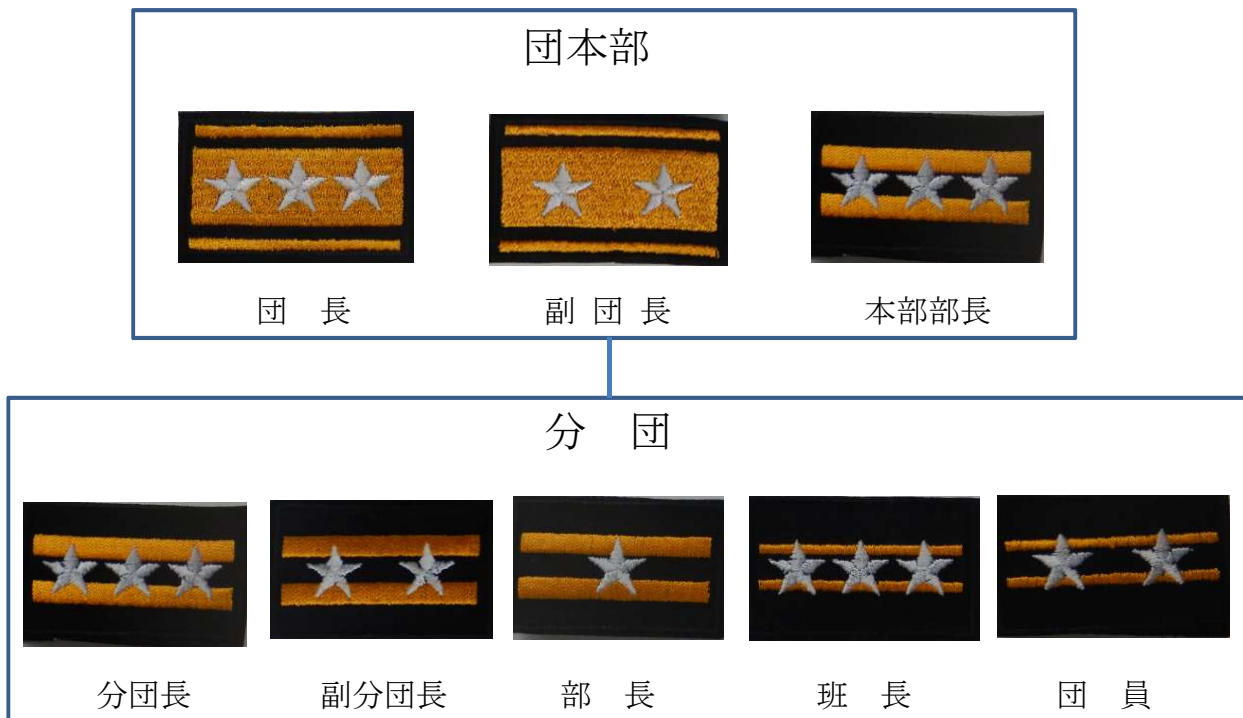 団本部
団　長
副 団 長
本部部長
分　団
分団長
副分団長
部　長
班　長
団　員